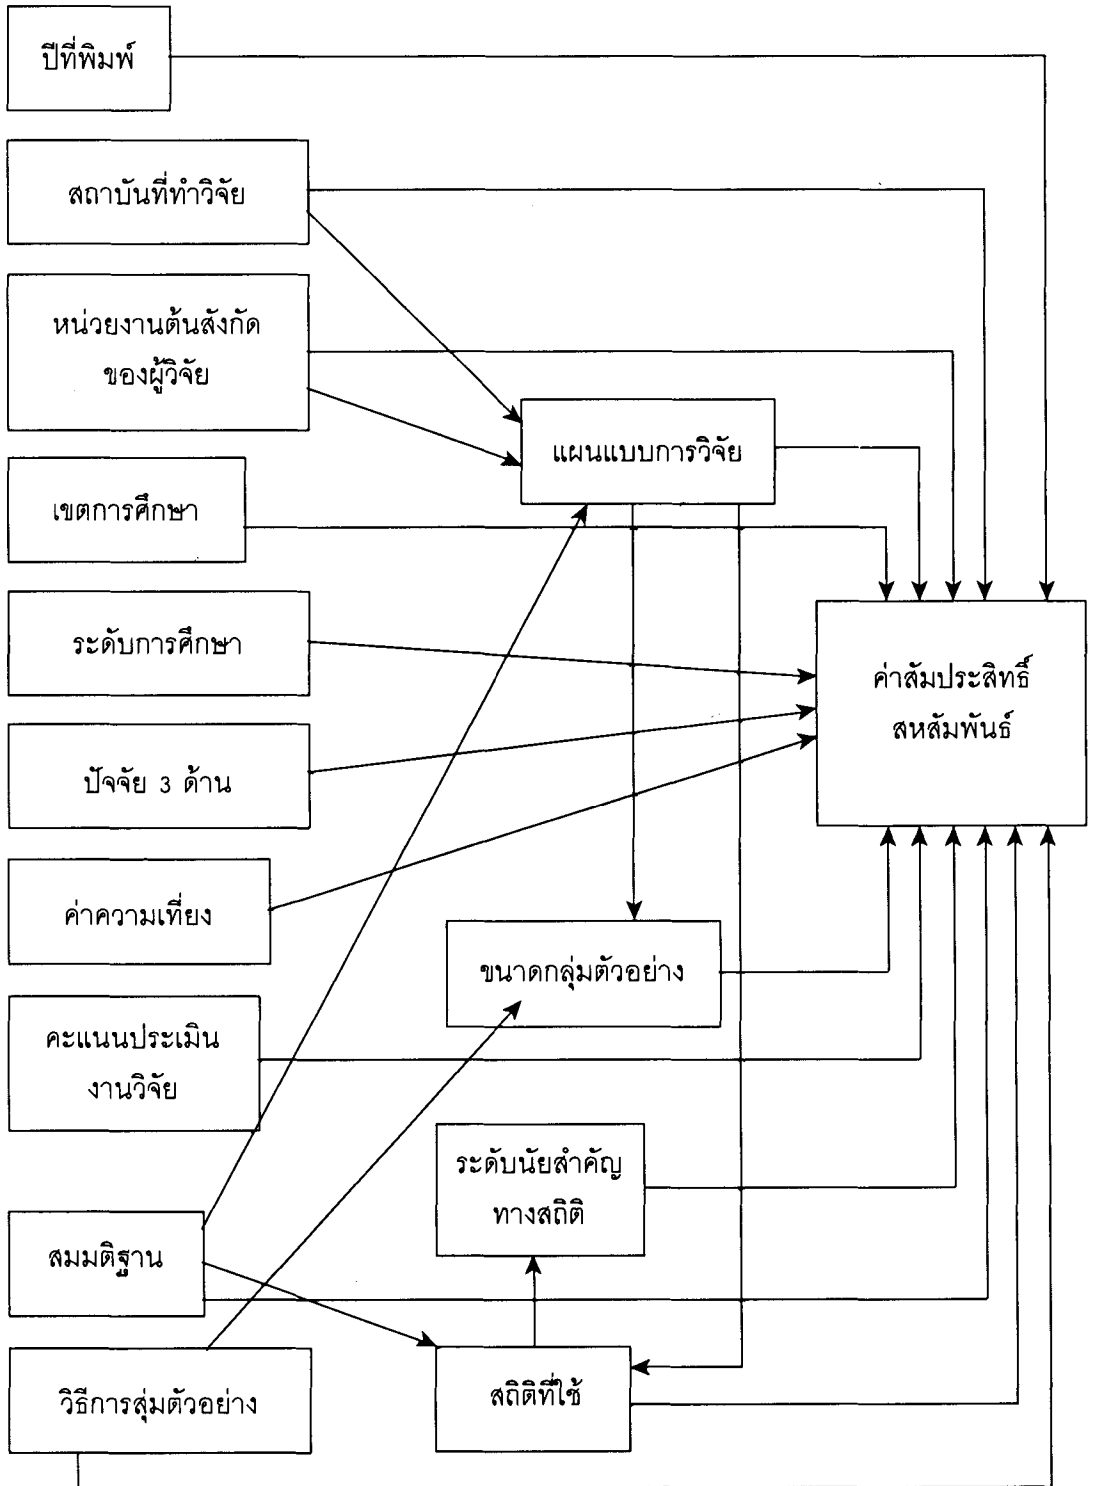 ปีที่พิมพ์
สถาบันที่ทำวิจัย
หน่วยงานต้นสังกัด
ของผู้วิจัย
แผนแบบการวิจัย
เขตการศึกษา
ระดับการศึกษา
ค่าสัมประสิทธิ์
สหสัมพันธ์
ปัจจัย 3 ด้าน
ค่าความเที่ยง
ขนาดกลุ่มตัวอย่าง
คะแนนประเมิน
งานวิจัย
ระดับนัยสำคัญ
ทางสถิติ
สมมติฐาน
วิธีการสุ่มตัวอย่าง
สถิติที่ใช้